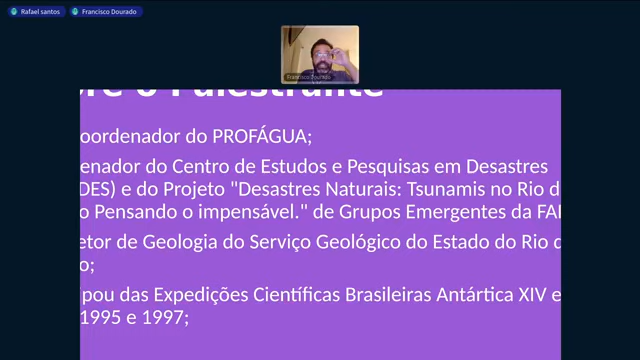 Rafael santos
Francisco Dourado
Francisco Dourado
re o Palestrante
oordenador do PROFÁGUA;
enador do Centro de Estudos e Pesquisas em Desastres
DES) e do Projeto "Desastres Naturais: Tsunamis no Rio d
o Pensando o impensável." de Grupos Emergentes da FA
etor de Geologia do Serviço Geológico do Estado do Rio d
o;
pou das Expedições Científicas Brasileiras Antártica XIV e
1995 e 1997;